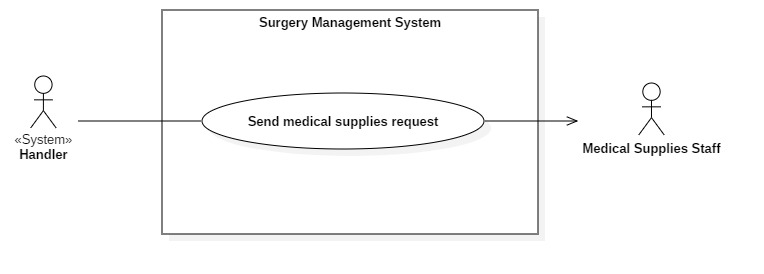 Surgery Management System
«System»
Handler
Send medical supplies request
Medical Supplies Staff